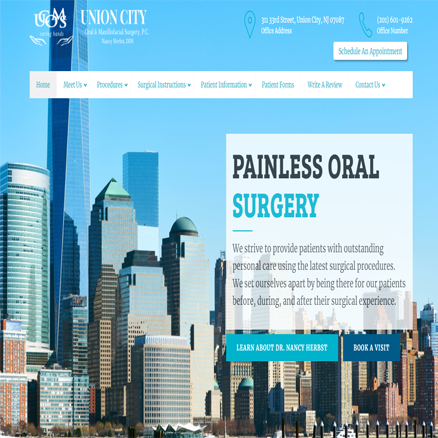 UCOMS
caring hands
UNION CITY
Oral & Maxillofacial Surgery, P.C.
Nancy Herbst, DDS
311 33rd Street, Union City, NJ 07087
Office Address
(201) 601-9262
Office Number
Schedule An Appointment
Home Meet Us Procedures Surgical Instructions Patient Information Patient Forms Write A Review Contact Us
PAINLESS ORAL
SURGERY
We strive to provide patients with outstanding
personal care using the latest surgical procedures.
We set ourselves apart by being there for our patients
before, during, and after their surgical experience.
LEARN ABOUT DR. NANCY HERBST
BOOK A VISIT